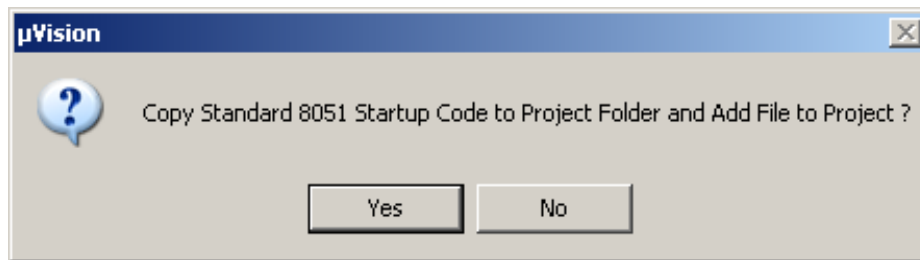 µVision
Copy Standard 8051 Startup Code to Project Folder and Add File to Project ?
Yes
No